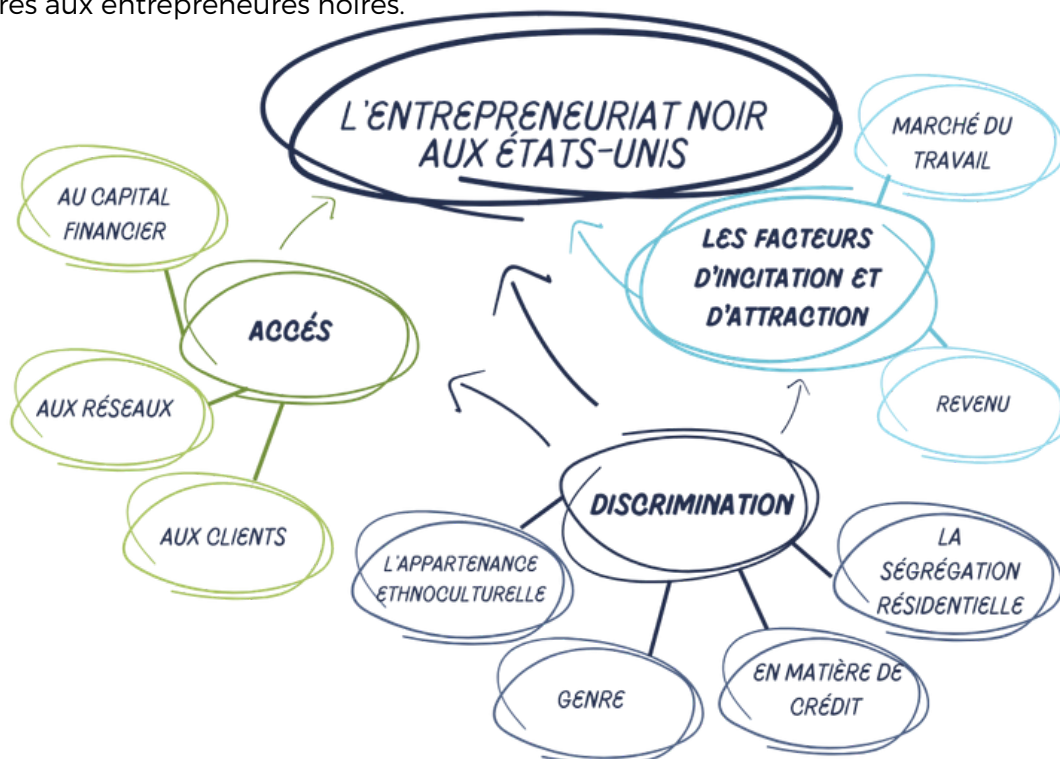 res aux entrepreneures noires.
L'ENTREPRENEURIAT NOIR
AUX ÉTATS-UNIS
MARCHÉ DU
TRAVAIL
AU CAPITAL
FINANCIER
LES FACTEURS
D'INCITATION ET
D'ATTRACTION
ACCÉS
AUX RÉSEAUX
REVENU
AUX CLIENTS
DISCRIMINATION
L'APPARTENANCE
ETHNOCULTURELLE
LA
SÉGRÉGATION
RÉSIDENTIELLE
GENRE
EN MATIÈRE DE
CRÉDIT